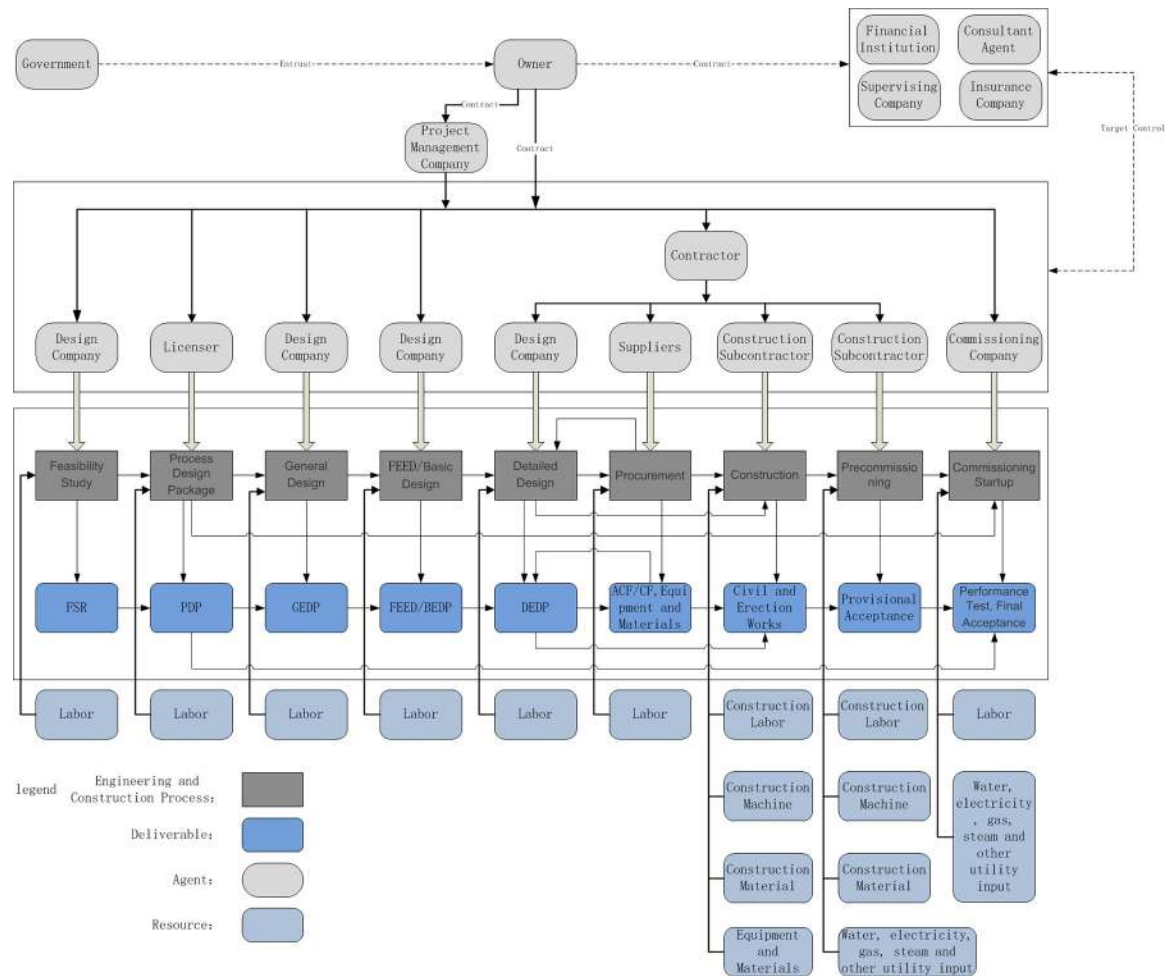 Government
Entrust
Owner
Contract
Financial
Institution
Consultant
Agent
Supervising
Company
Insurance
Company
Target Control
Contract
Project
Management
Company
Contract
Contractor
Design
Company
Licenser
Design
Company
Design
Company
Design
Company
Suppliers
Construction
Subcontractor
Construction
Subcontractor
Commissioning
Company
Feasibility
Study
Process
Design
Package
General
Design
FEED/Basic
Design
Detailed
Design
Procurement
Construction
Precommissio
ning
Commissioning
Startup
FSR
PDP
GEDP
FEED/BEDP
DEDP
ACF/CF, Equi
pment and
Materials
Civil and
Erection
Works
Provisional
Acceptance
Performance
Test, Final
Acceptance
Labor
Labor
Labor
Labor
Labor
Labor
Construction
Labor
Construction
Labor
Labor
legend
Engineering and
Construction Process:
Deliverable:
Agent:
Resource:
Construction
Machine
Construction
Machine
Water,
electricity
, gas,
steam and
other
utility
input
Construction
Material
Construction
Material
Equipment
and
Materials
Water, electricity,
gas, steam and
other utility input